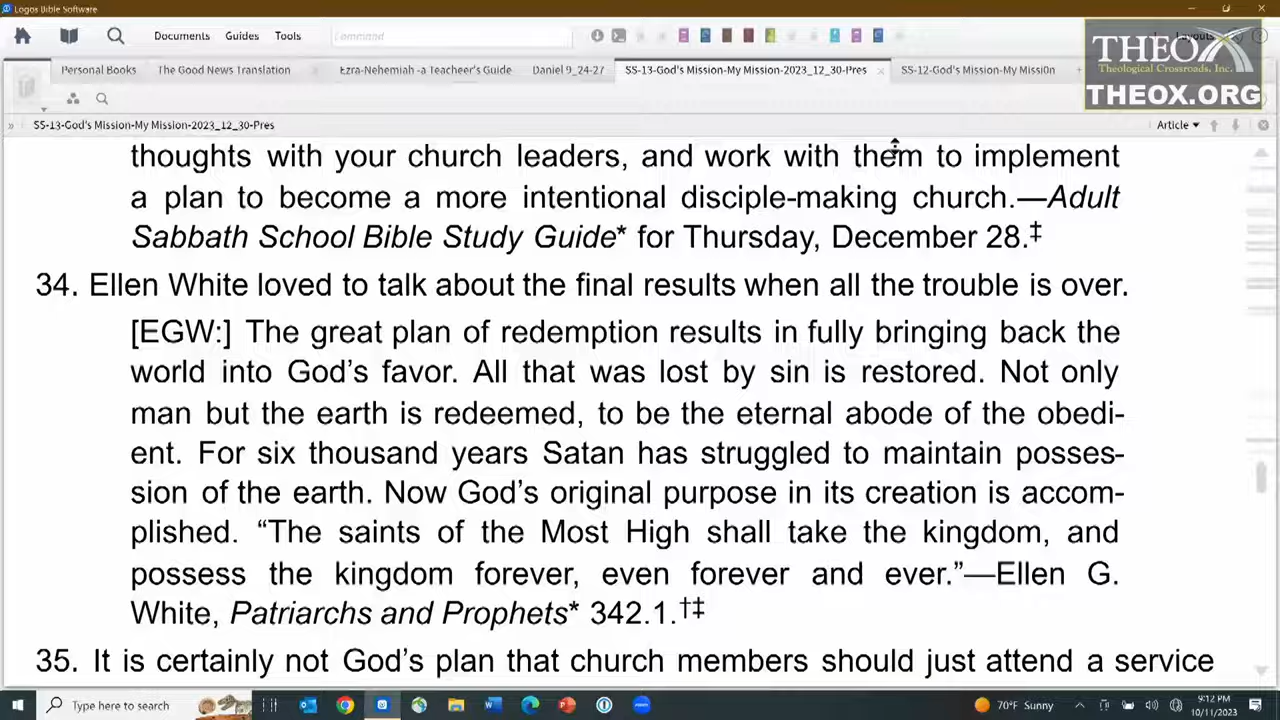 Logos Bible Software
Documents Guides Tools Command Layouts
THEOX
Theological Crossroads, Inc.
THEOX.ORG
Personal Books The Good News Translation Daniel 9_24-27 SS-13-God's Mission-My Mission-2023_12_30-Pres SS-12-God's Mission-My Missi0n
SS-13-God's Mission-My Mission-2023_12_30-Pres Article
thoughts with your church leaders, and work with them to implement
a plan to become a more intentional disciple-making church.—Adult
Sabbath School Bible Study Guide* for Thursday, December 28.‡
34. Ellen White loved to talk about the final results when all the trouble is over.
[EGW:] The great plan of redemption results in fully bringing back the
world into God’s favor. All that was lost by sin is restored. Not only
man but the earth is redeemed, to be the eternal abode of the obedi-
ent. For six thousand years Satan has struggled to maintain posses-
sion of the earth. Now God’s original purpose in its creation is accom-
plished. “The saints of the Most High shall take the kingdom, and
possess the kingdom forever, even forever and ever.”—Ellen G.
White, Patriarchs and Prophets* 342.1.†‡
35. It is certainly not God’s plan that church members should just attend a service
Type here to search 70°F Sunny 9:12 PM
10/11/2023